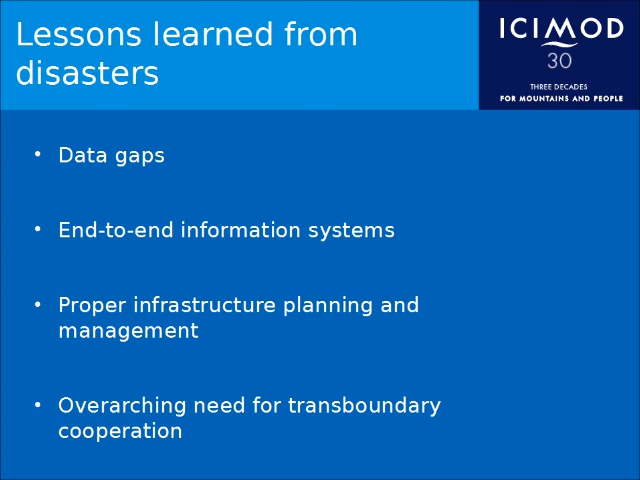 Lessons learned from
disasters
ICIMOD
30
THREE DECADES
FOR MOUNTAINS AND PEOPLE
• Data gaps
• End-to-end information systems
• Proper infrastructure planning and
management
• Overarching need for transboundary
cooperation